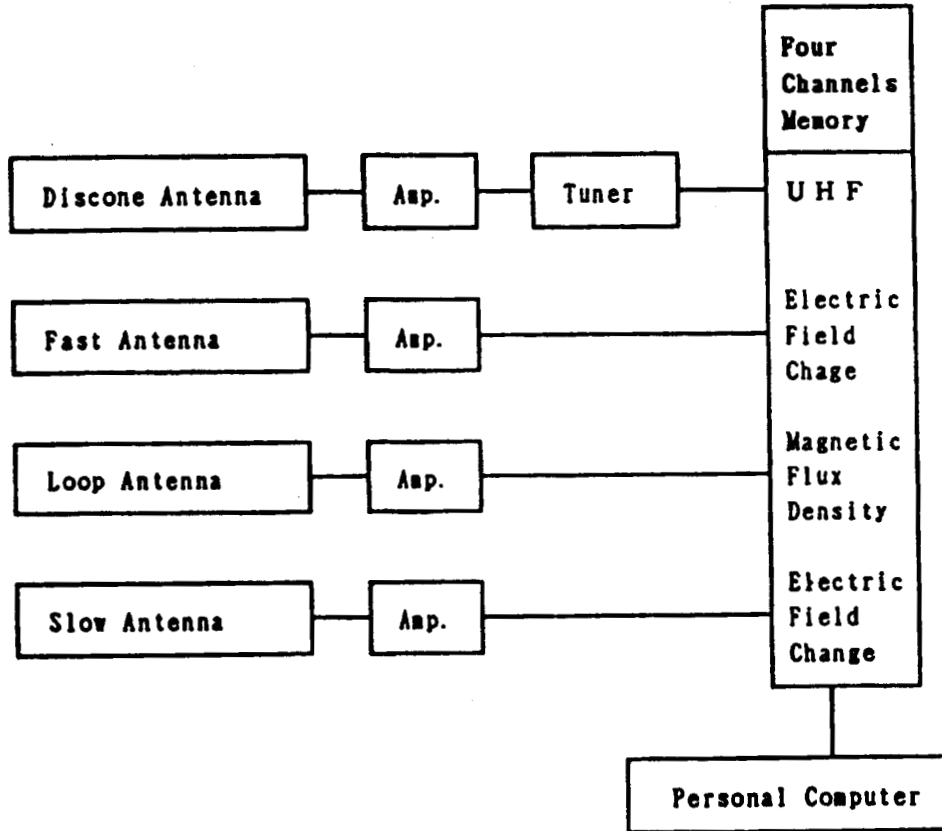 Four
Channels
Memory
Discone Antenna
Amp.
Tuner
UHF
Fast Antenna
Amp.
Electric
Field
Chage
Loop Antenna
Amp.
Magnetic
Flux
Density
Slow Antenna
Amp.
Electric
Field
Change
Personal Computer